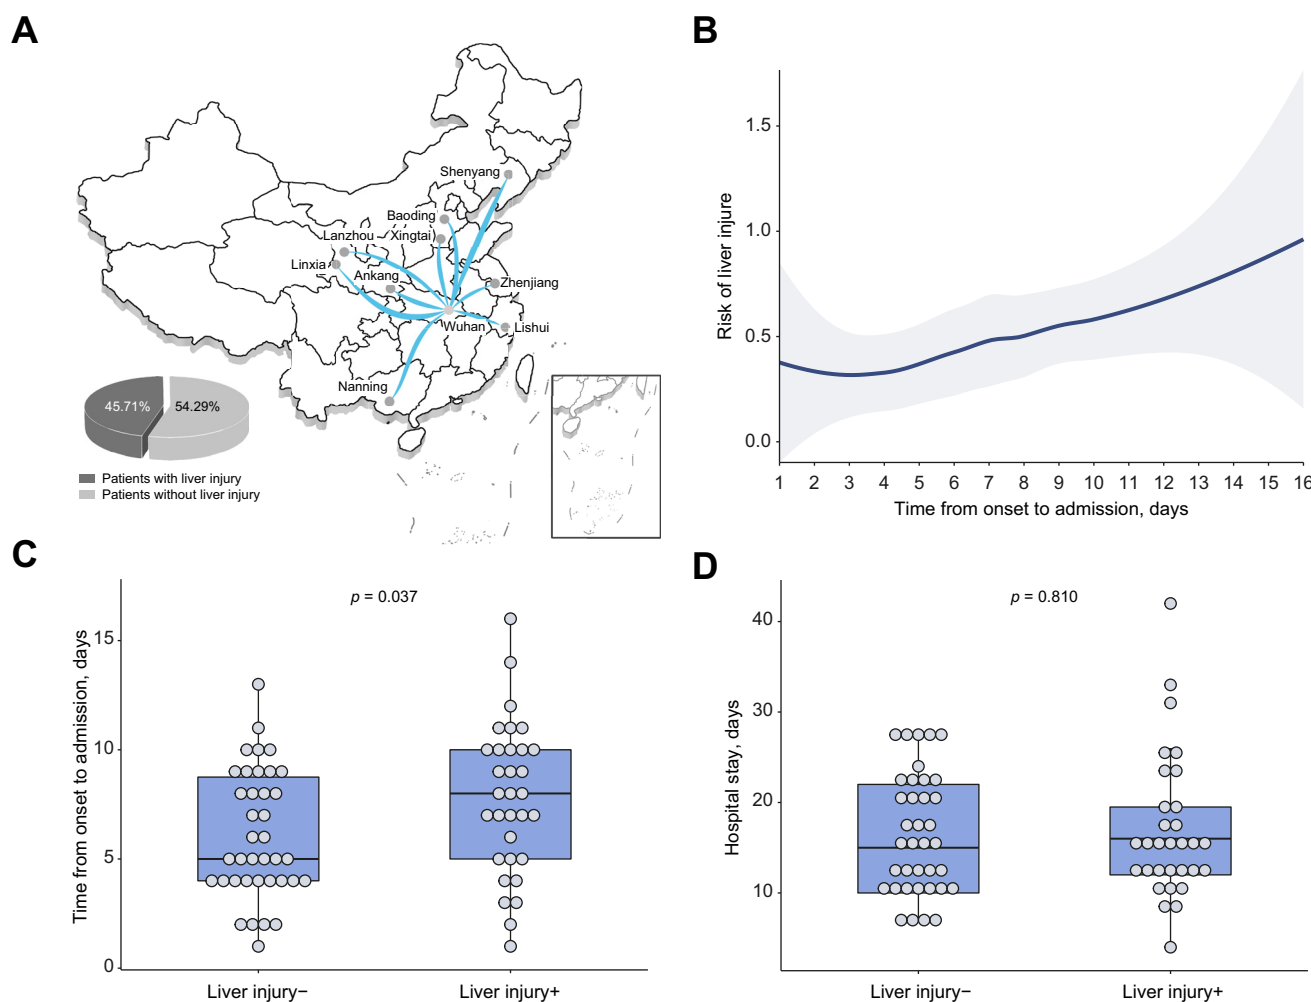 A
Shenyang
Baoding
Lanzhou
Xingtai
Linxia
Ankang
Zhenjiang
Wuhan
Lishui
Nanning
45.71%
54.29%
Patients with liver injury
Patients without liver injury
B
Risk of liver injure
1.5
1.0
0.5
0.0
1 2 3 4 5 6 7 8 9 10 11 12 13 14 15 16
Time from onset to admission, days
C
p = 0.037
Time from onset to admission, days
15
10
5
0
Liver injury− Liver injury+
D
p = 0.810
Hospital stay, days
40
30
20
10
Liver injury− Liver injury+